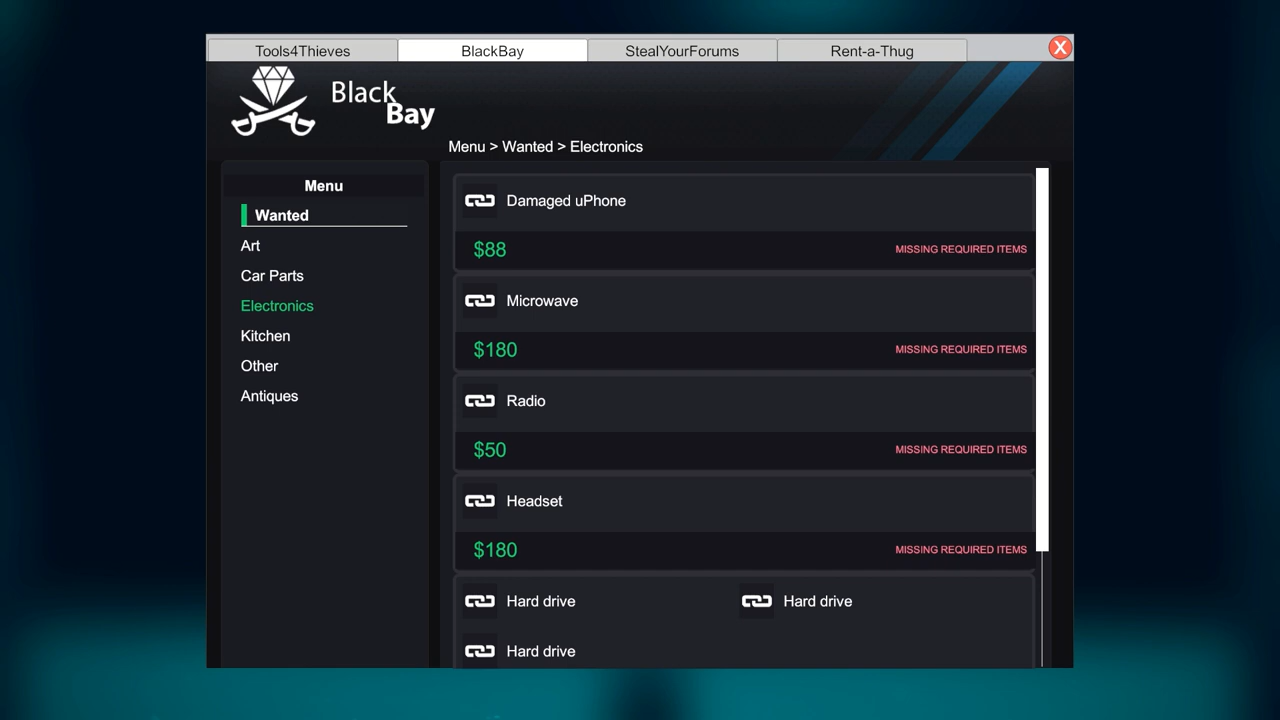 Tools4Thieves BlackBay StealYourForums Rent-a-Thug X
Black
Bay
Menu > Wanted > Electronics
Menu
Wanted
Art
Car Parts
Electronics
Kitchen
Other
Antiques
Damaged uPhone
$88 MISSING REQUIRED ITEMS
Microwave
$180 MISSING REQUIRED ITEMS
Radio
$50 MISSING REQUIRED ITEMS
Headset
$180 MISSING REQUIRED ITEMS
Hard drive Hard drive
Hard drive